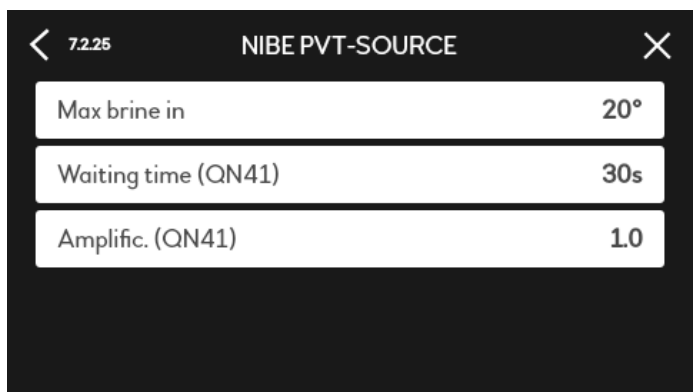 7.2.25 NIBE PVT-SOURCE
Max brine in 20°
Waiting time (QN41) 30s
Amplific. (QN41) 1.0